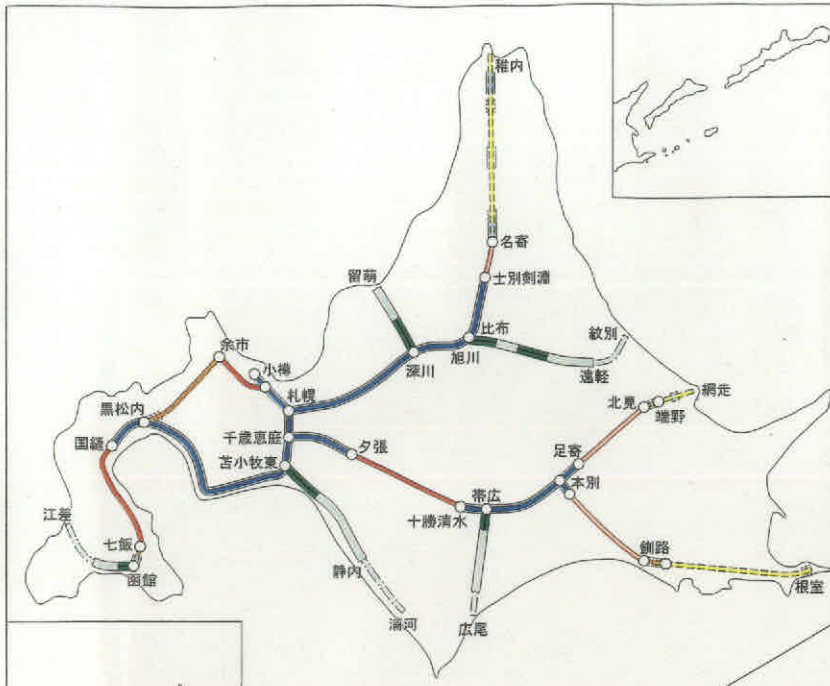 稚内
名寄
留萌
士別剣淵
紋別
比布
余市
小樽
旭川
深川
遠軽
網走
札幌
北見
端野
黒松内
国縫
千歳恵庭
夕張
足寄
苫小牧東
帯広
本別
十勝清水
江差
七飯
函館
静内
釧路
浦河
広尾
根室